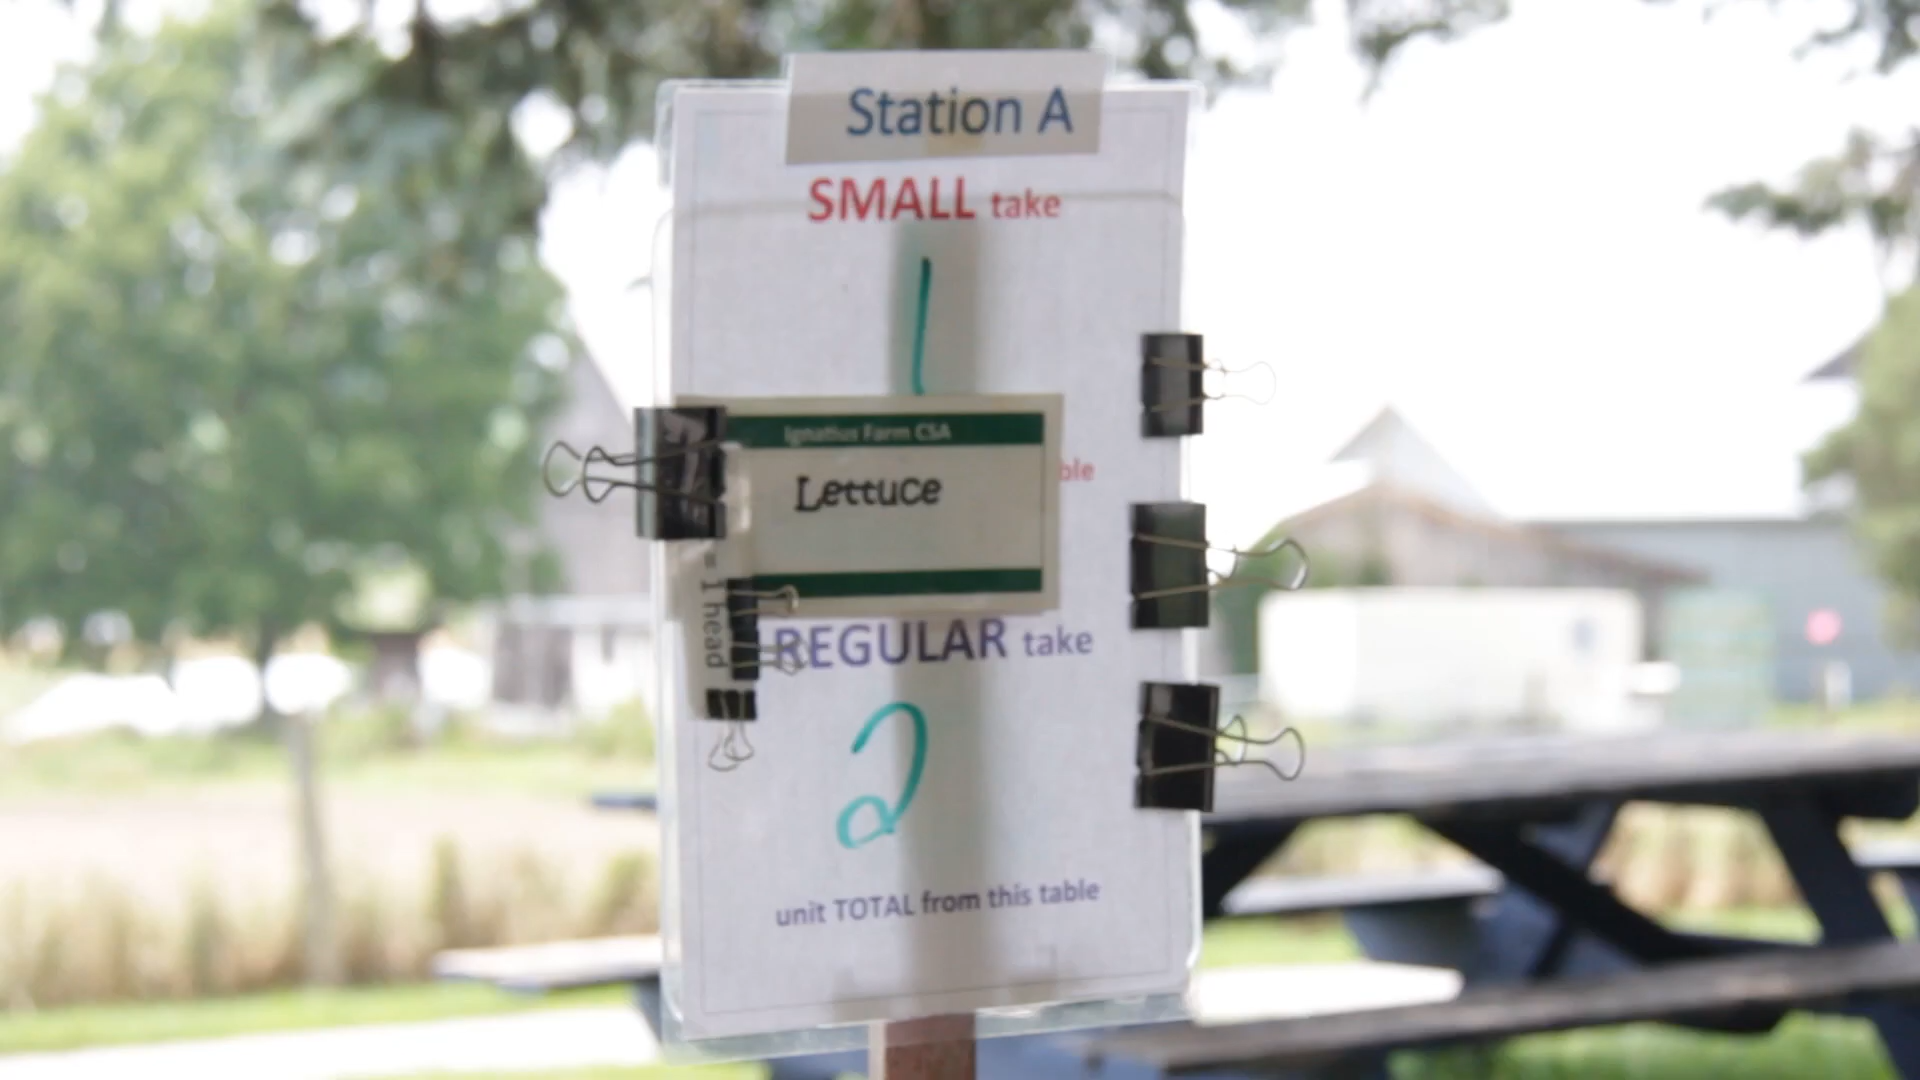 Station A
SMALL take
1
Ignatius Farm CSA
Lettuce
= 1 head
REGULAR take
2
unit TOTAL from this table